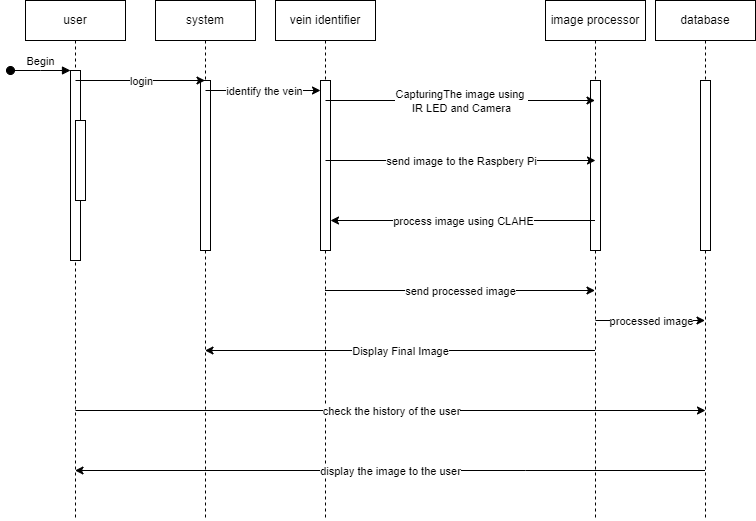 user
system
vein identifier
image processor
database
Begin
login
identify the vein
CapturingThe image using
IR LED and Camera
send image to the Raspbery Pi
process image using CLAHE
send processed image
processed image
Display Final Image
check the history of the user
display the image to the user